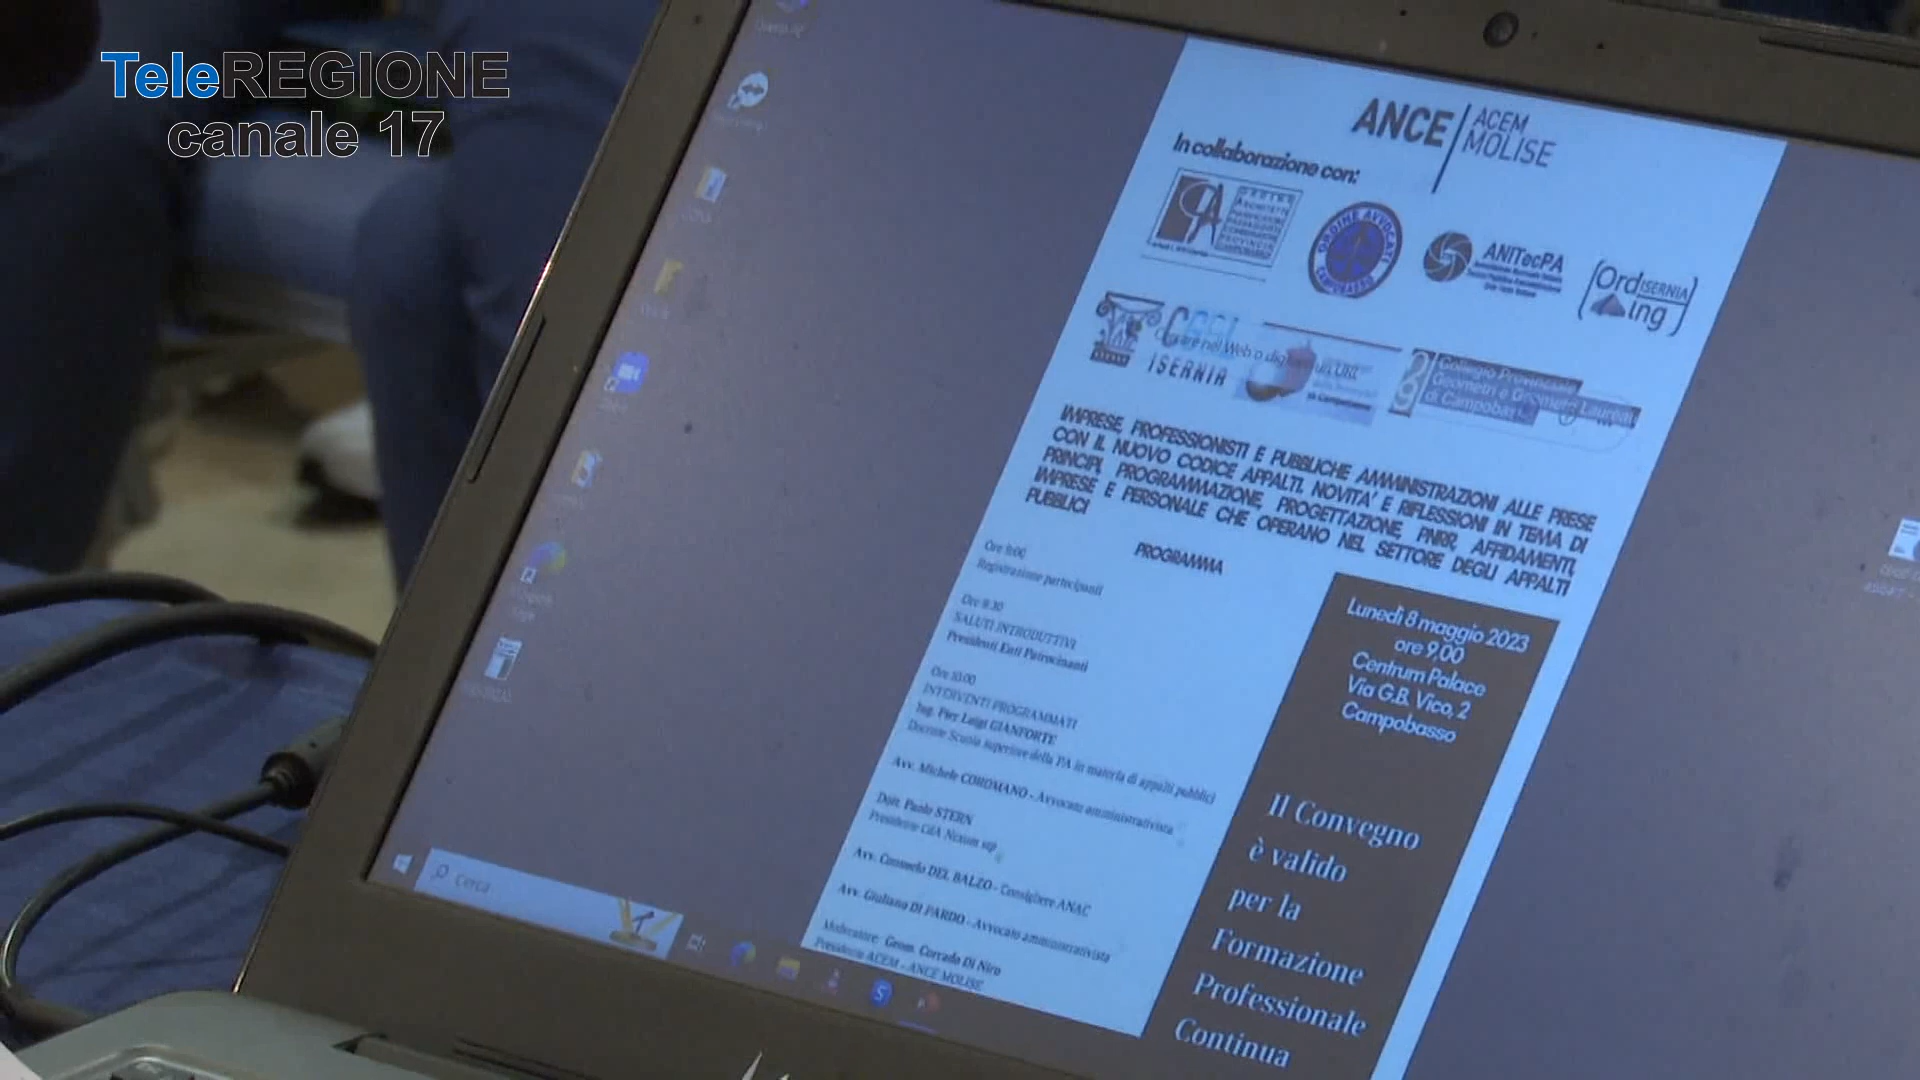 TeleREGIONE
canale 17
ANCE ACEM MOLISE
In collaborazione con:
ORDINE AVVOCATI CAMPOBASSO
ANITecPA
Ord ISERNIA
Ing
ISERNIA
Collegio Provinciale
Geometri e Geometri Laureati
di Campobasso
IMPRESE, PROFESSIONISTI E PUBBLICHE AMMINISTRAZIONI ALLE PRESE
CON IL NUOVO CODICE APPALTI. NOVITA' E RIFLESSIONI IN TEMA DI
PRINCIPI, PROGRAMMAZIONE, PROGETTAZIONE, PNRR, AFFIDAMENTI,
IMPRESE E PERSONALE CHE OPERANO NEL SETTORE DEGLI APPALTI
PUBBLICI
PROGRAMMA
Ore 9:00
Registrazione partecipanti
Ore 9:30
SALUTI INTRODUTTIVI
Presidenti Enti Patrocinanti
Ore 10:00
INTERVENTI PROGRAMMATI
Ing. Pier Luigi GIANFORTE
Docente Scuola superiore della PA in materia di appalti pubblici
Avv. Michele COROMANO - Avvocato amministrativista
Dott. Paolo STERN
Presidente CdA Nexum stp
Avv. Consuelo DEL BALZO - Consigliere ANAC
Avv. Giuliano DI PARDO - Avvocato amministrativista
Moderatore: Geom. Corrado Di Niro
Presidente ACEM - ANCE MOLISE
Lunedì 8 maggio 2023
ore 9,00
Centrum Palace
Via G.B. Vico, 2
Campobasso
Il Convegno
è valido
per la
Formazione
Professionale
Continua
Cerca